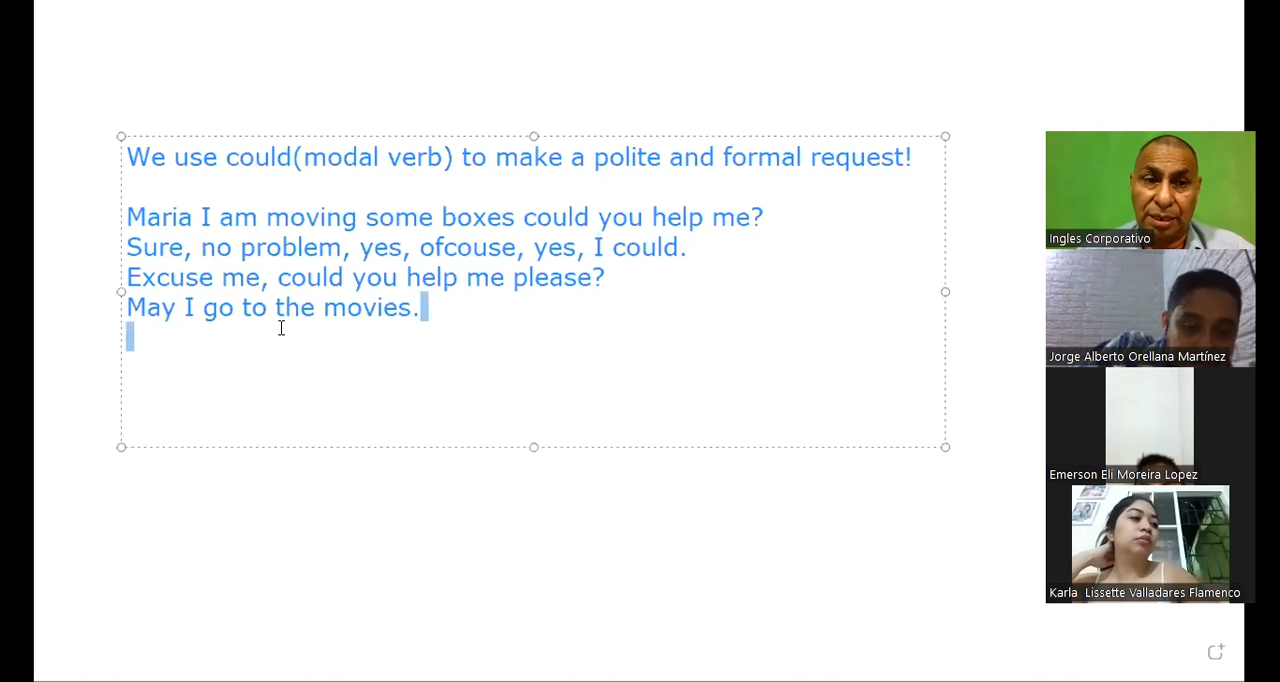 We use could(modal verb) to make a polite and formal request!
Maria I am moving some boxes could you help me?
Sure, no problem, yes, ofcouse, yes, I could.
Excuse me, could you help me please?
May I go to the movies.
Ingles Corporativo
Jorge Alberto Orellana Martínez
Emerson Eli Moreira Lopez
Karla Lissette Valladares Flamenco